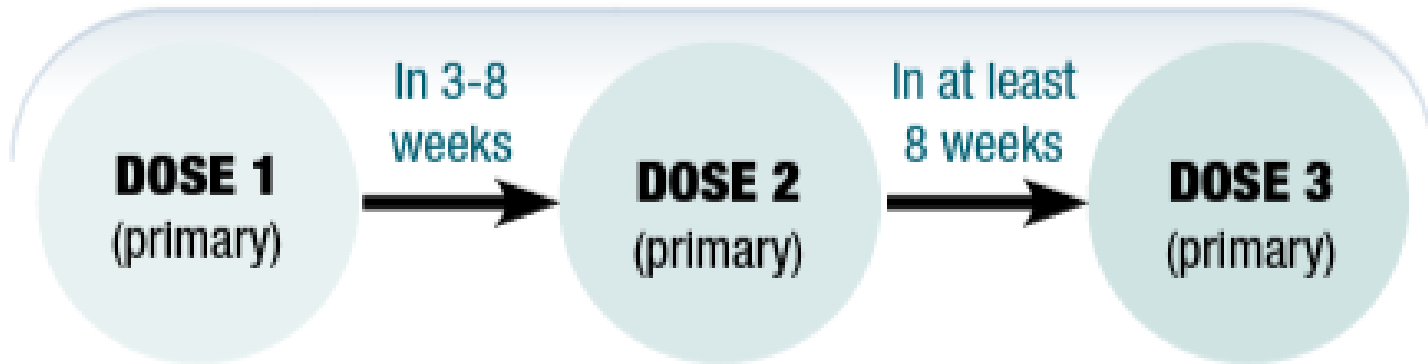 DOSE 1
(primary)
In 3-8
weeks
DOSE 2
(primary)
In at least
8 weeks
DOSE 3
(primary)